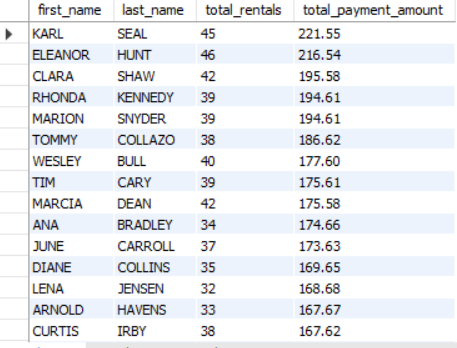 first_name last_name total_rentals total_payment_amount
KARL SEAL 45 221.55
ELEANOR HUNT 46 216.54
CLARA SHAW 42 195.58
RHONDA KENNEDY 39 194.61
MARION SNYDER 39 194.61
TOMMY COLLAZO 38 186.62
WESLEY BULL 40 177.60
TIM CARY 39 175.61
MARCIA DEAN 42 175.58
ANA BRADLEY 34 174.66
JUNE CARROLL 37 173.63
DIANE COLLINS 35 169.65
LENA JENSEN 32 168.68
ARNOLD HAVENS 33 167.67
CURTIS IRBY 38 167.62